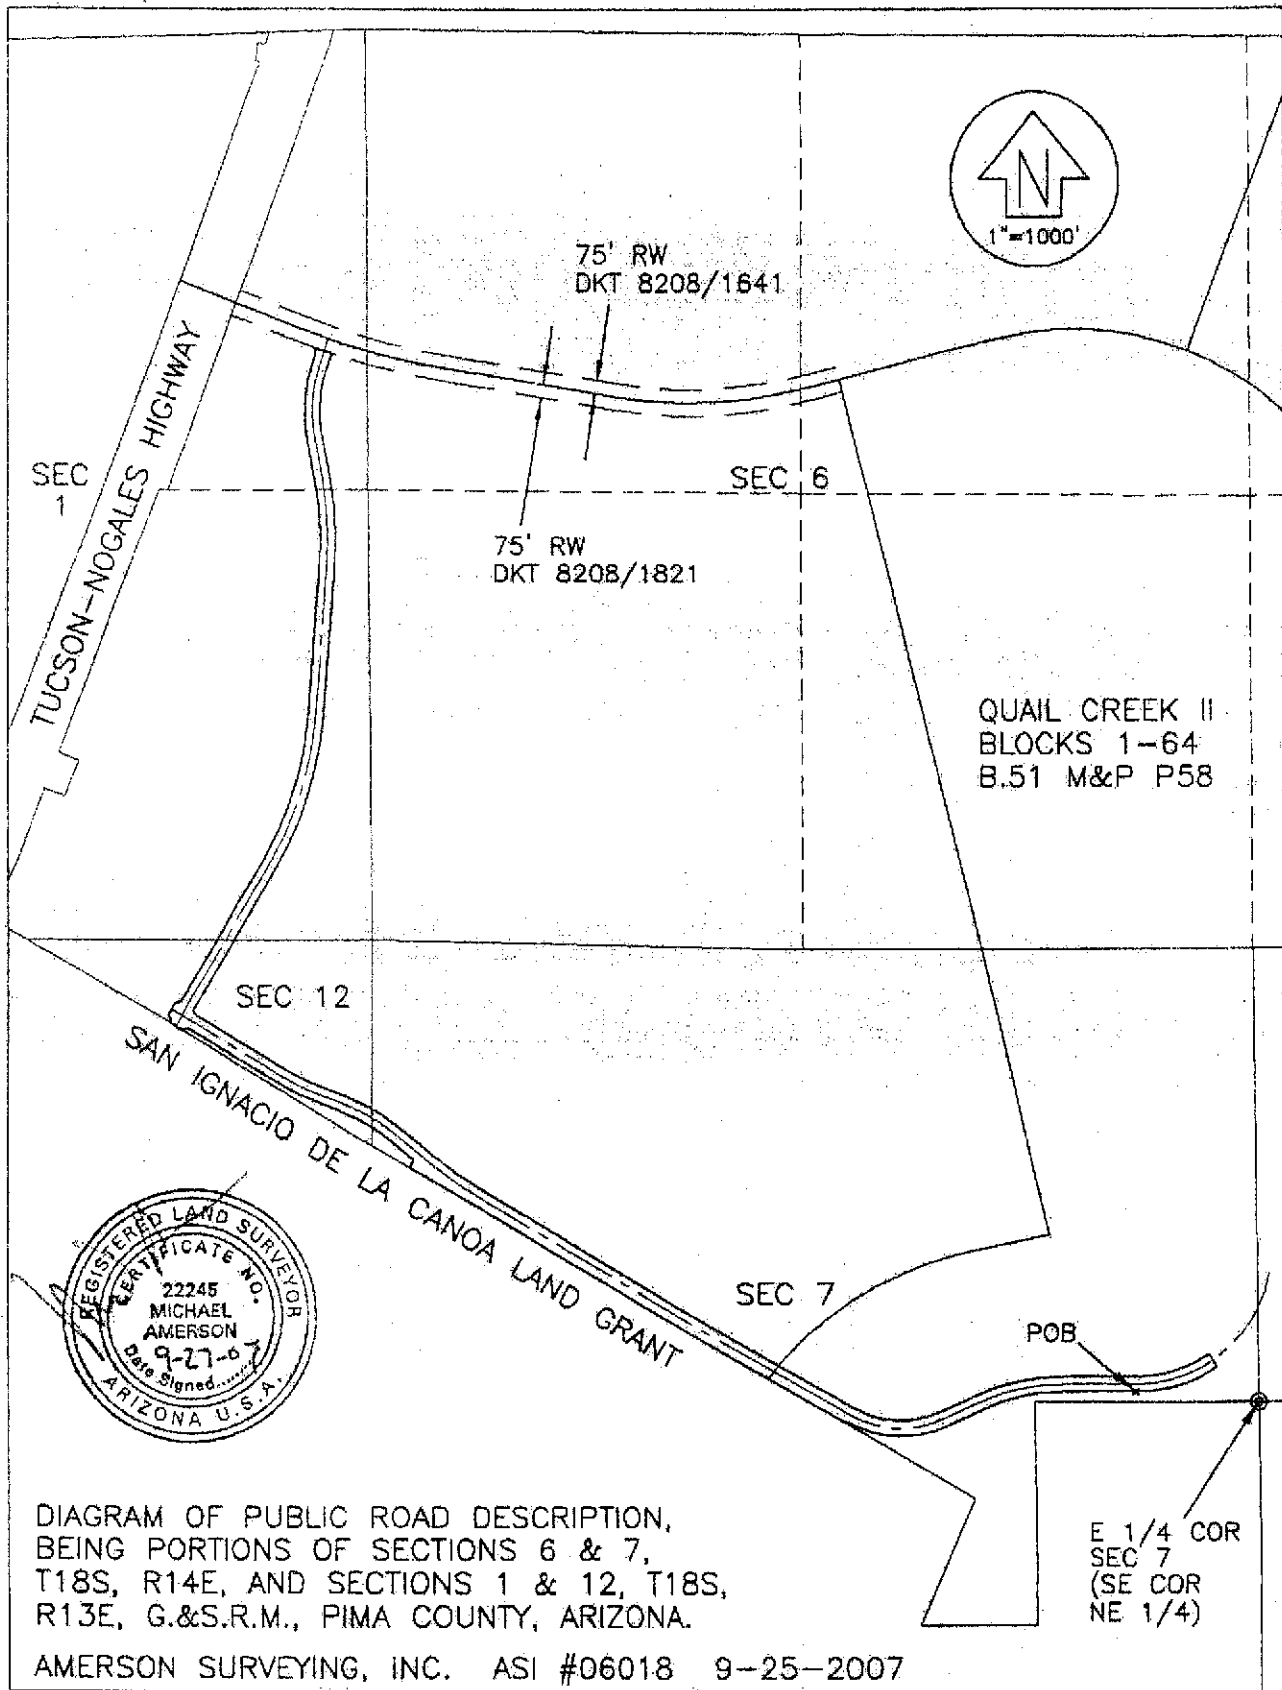 N
1"=1000'
75' RW
DKT 8208/1641
TUCSON-NOGALES HIGHWAY
SEC
1
SEC 6
75' RW
DKT 8208/1821
QUAIL CREEK II
BLOCKS 1-64
B.51 M&P P58
SEC 12
SAN IGNACIO DE LA CANOA LAND GRANT
REGISTERED LAND SURVEYOR
CERTIFICATE NO.
22245
MICHAEL
AMERSON
9-27-07
Date Signed
ARIZONA U.S.A.
SEC 7
POB
E 1/4 COR
SEC 7
(SE COR
NE 1/4)
DIAGRAM OF PUBLIC ROAD DESCRIPTION,
BEING PORTIONS OF SECTIONS 6 & 7,
T18S, R14E, AND SECTIONS 1 & 12, T18S,
R13E, G.&S.R.M., PIMA COUNTY, ARIZONA.
AMERSON SURVEYING, INC. ASI #06018 9-25-2007